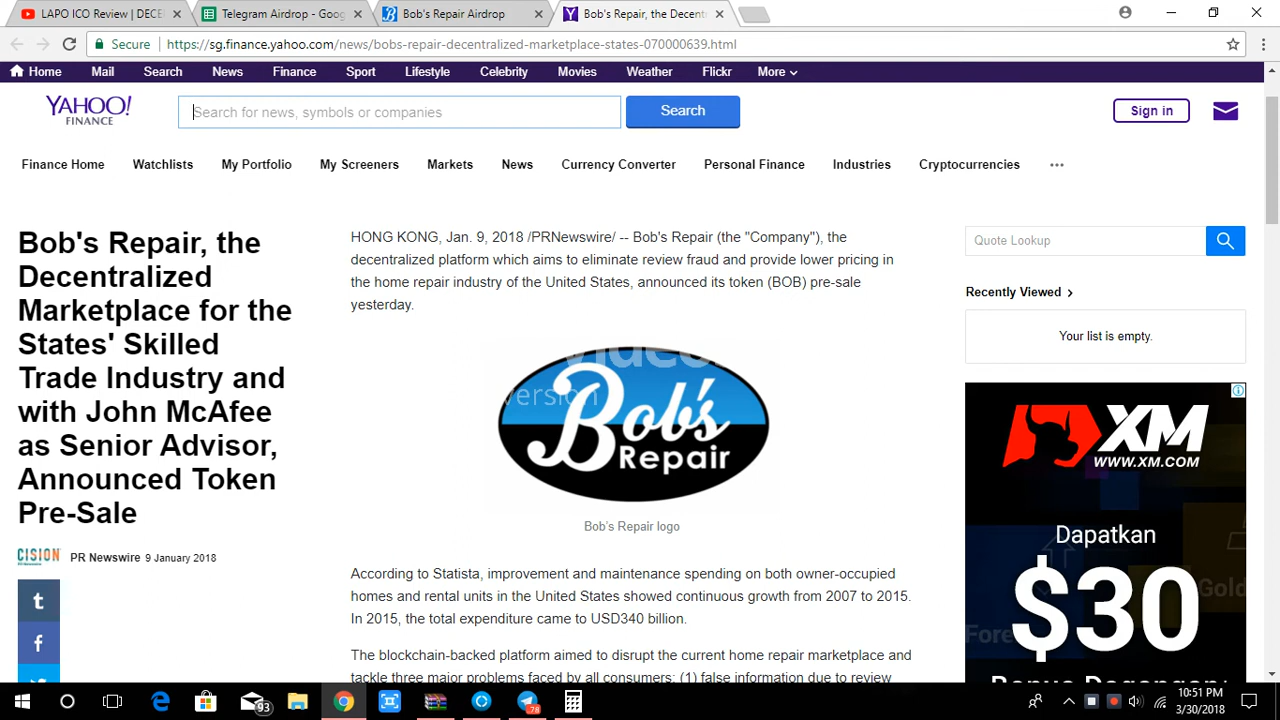 LAPO ICO Review | DECE
Telegram Airdrop - Goog
Bob's Repair Airdrop
Bob's Repair, the Decent
Secure
https://sg.finance.yahoo.com/news/bobs-repair-decentralized-marketplace-states-070000639.html
Home Mail Search News Finance Sport Lifestyle Celebrity Movies Weather Flickr More
YAHOO!
FINANCE
Search for news, symbols or companies
Search
Sign in
Finance Home Watchlists My Portfolio My Screeners Markets News Currency Converter Personal Finance Industries Cryptocurrencies
Bob's Repair, the
Decentralized
Marketplace for the
States' Skilled
Trade Industry and
with John McAfee
as Senior Advisor,
Announced Token
Pre-Sale
CISION
PR Newswire 9 January 2018
HONG KONG, Jan. 9, 2018 /PRNewswire/ -- Bob's Repair (the "Company"), the
decentralized platform which aims to eliminate review fraud and provide lower pricing in
the home repair industry of the United States, announced its token (BOB) pre-sale
yesterday.
version
Bob's
Repair
Bob's Repair logo
According to Statista, improvement and maintenance spending on both owner-occupied
homes and rental units in the United States showed continuous growth from 2007 to 2015.
In 2015, the total expenditure came to USD340 billion.
The blockchain-backed platform aimed to disrupt the current home repair marketplace and
tackle three major problems faced by all consumers: (1) false information due to review
Quote Lookup
Recently Viewed
Your list is empty.
XM
WWW.XM.COM
Dapatkan
$30
Gold
93
78
10:51 PM
3/30/2018